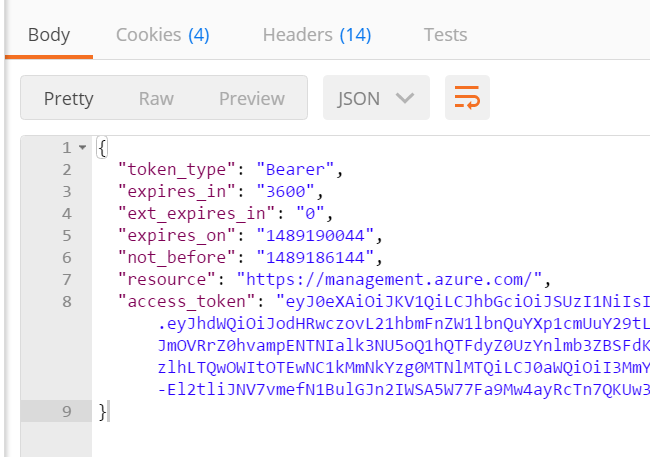 Body Cookies (4) Headers (14) Tests
Pretty Raw Preview JSON
1 {
2 "token_type": "Bearer",
3 "expires_in": "3600",
4 "ext_expires_in": "0",
5 "expires_on": "1489190044",
6 "not_before": "1489186144",
7 "resource": "https://management.azure.com/",
8 "access_token": "eyJ0eXAiOiJKV1QiLCJhbGciOiJSUzI1NiIsI
.eyJhdWQiOiJodHRwczovL21hbmFnZW1lbnQuYXp1cmUuY29tL
JmOVRrZ0hvampENTNIalk3NU5oQ1hQTFdyZ0UzYnlmb3ZBSFdK
zlhLTQwOWItOTEwNC1kMmNkYzg0MTNlMTQiLCJ0aWQiOiI3MmY
-El2tliJNV7vmefN1BulGJn2IWSA5W77Fa9Mw4ayRcTn7QKUw3
9 }